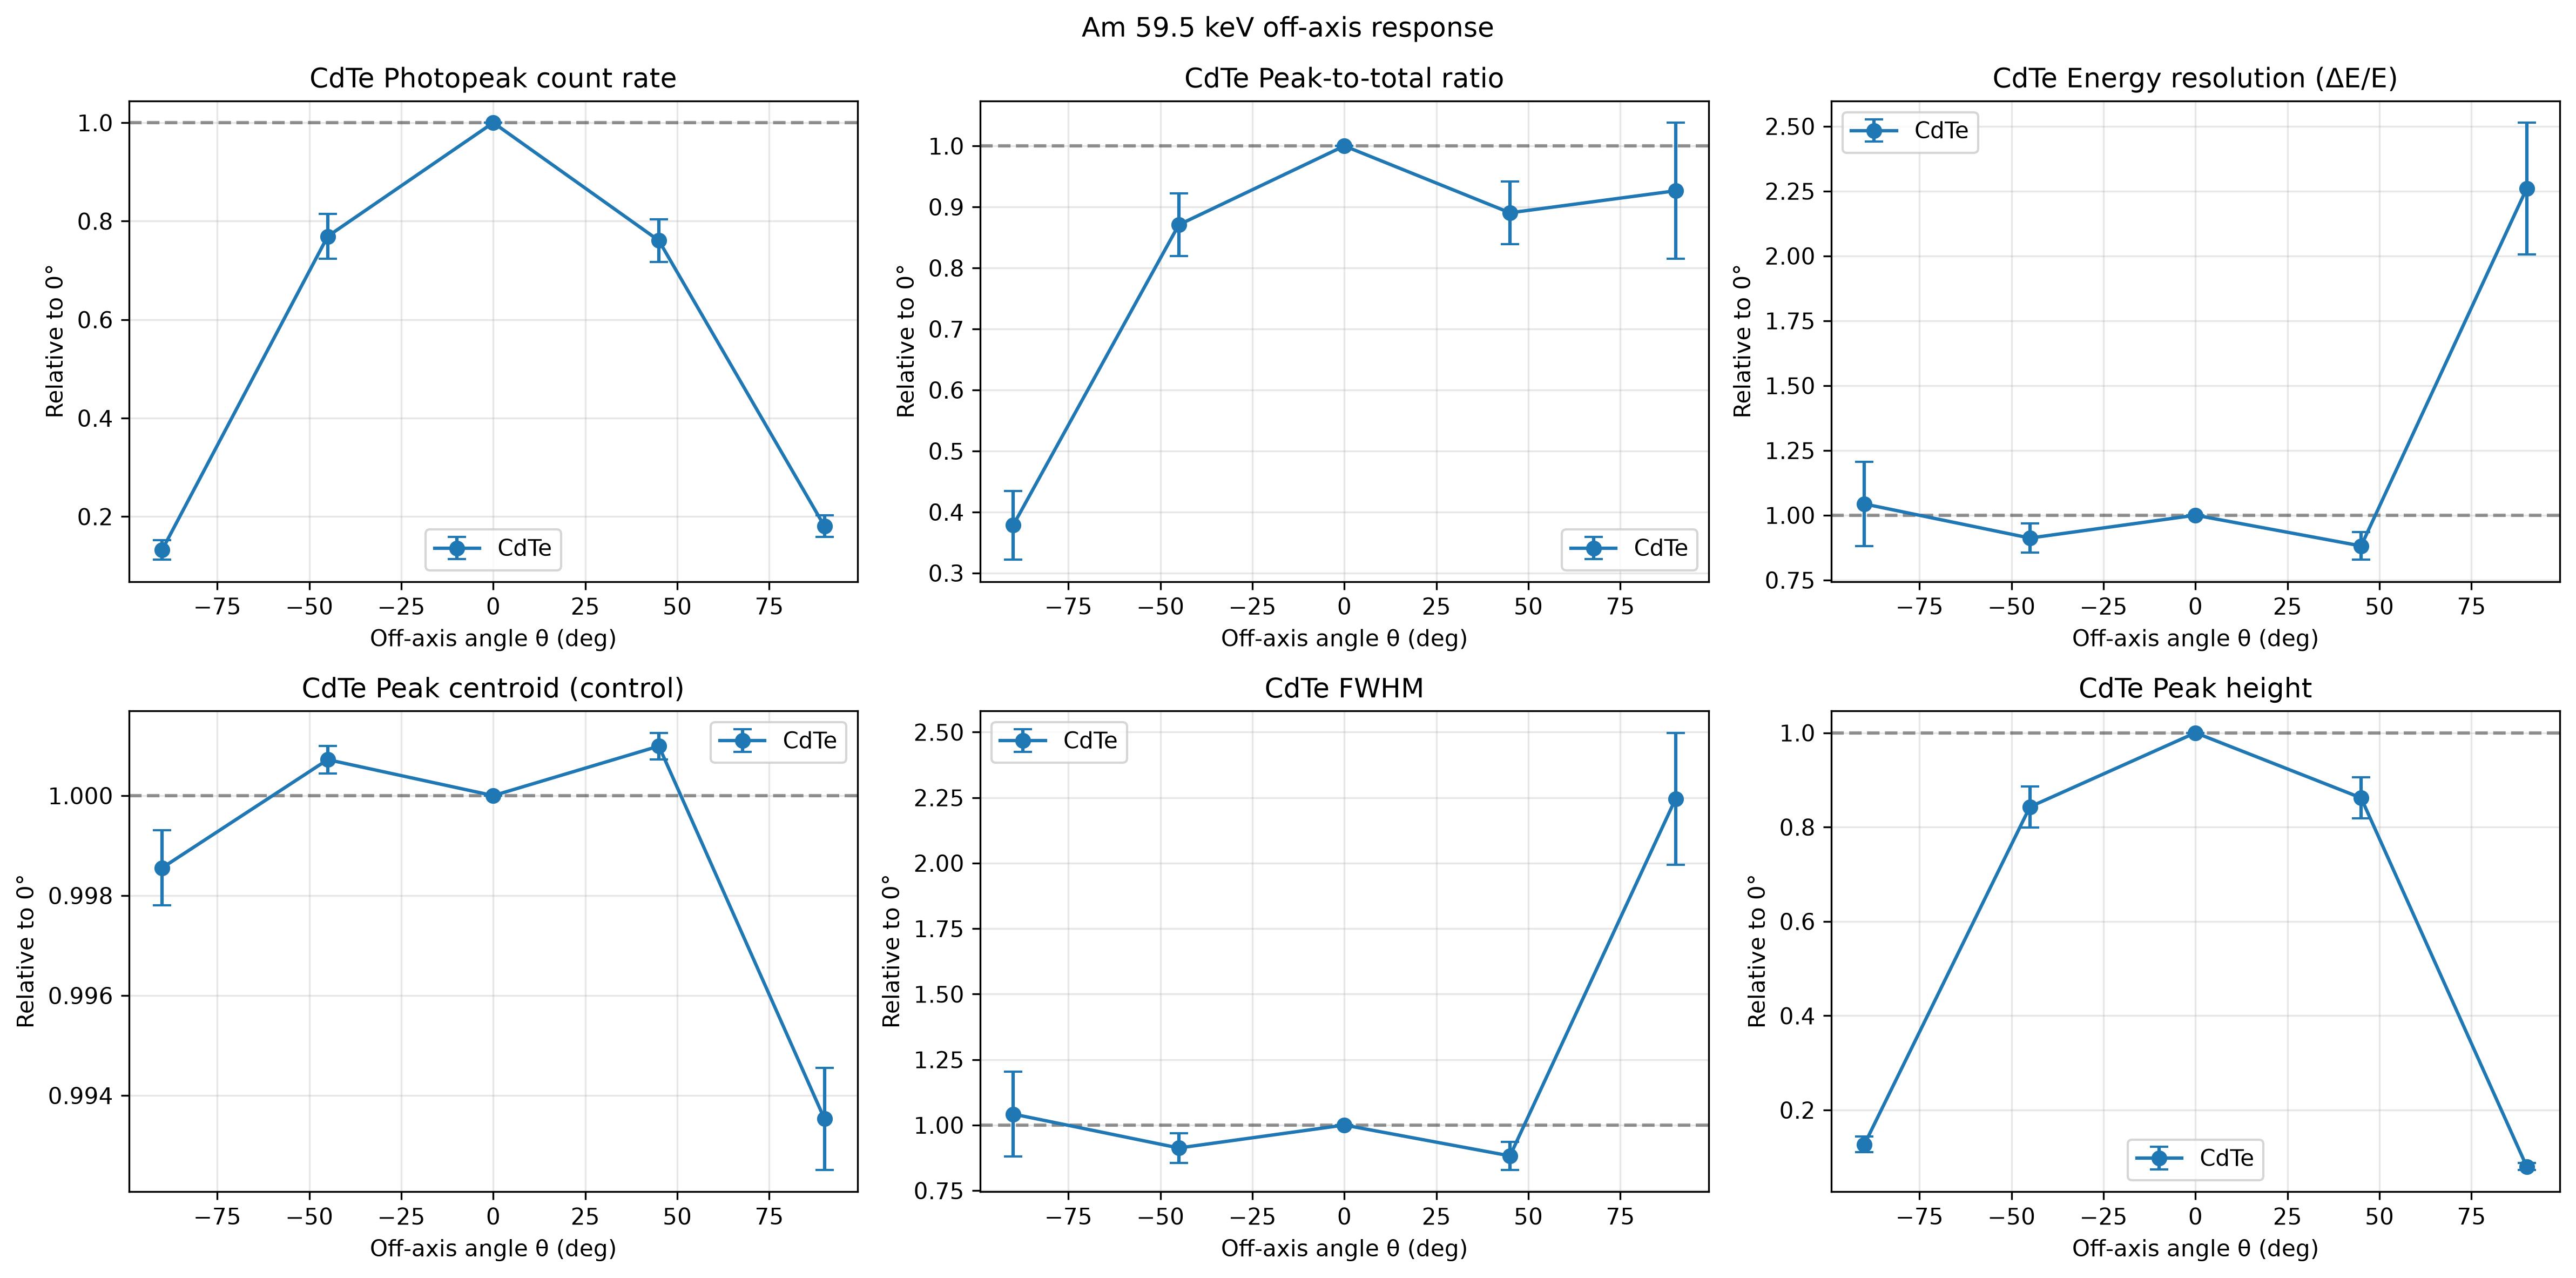 Am 59.5 keV off-axis response
CdTe Photopeak count rate
Relative to 0°
1.0
0.8
0.6
0.4
0.2
−75 −50 −25 0 25 50 75
Off-axis angle θ (deg)
CdTe
CdTe Peak-to-total ratio
Relative to 0°
1.0
0.9
0.8
0.7
0.6
0.5
0.4
0.3
−75 −50 −25 0 25 50 75
Off-axis angle θ (deg)
CdTe
CdTe Energy resolution (ΔE/E)
Relative to 0°
2.50
2.25
2.00
1.75
1.50
1.25
1.00
0.75
−75 −50 −25 0 25 50 75
Off-axis angle θ (deg)
CdTe
CdTe Peak centroid (control)
Relative to 0°
1.000
0.998
0.996
0.994
−75 −50 −25 0 25 50 75
Off-axis angle θ (deg)
CdTe
CdTe FWHM
Relative to 0°
2.50
2.25
2.00
1.75
1.50
1.25
1.00
0.75
−75 −50 −25 0 25 50 75
Off-axis angle θ (deg)
CdTe
CdTe Peak height
Relative to 0°
1.0
0.8
0.6
0.4
0.2
−75 −50 −25 0 25 50 75
Off-axis angle θ (deg)
CdTe